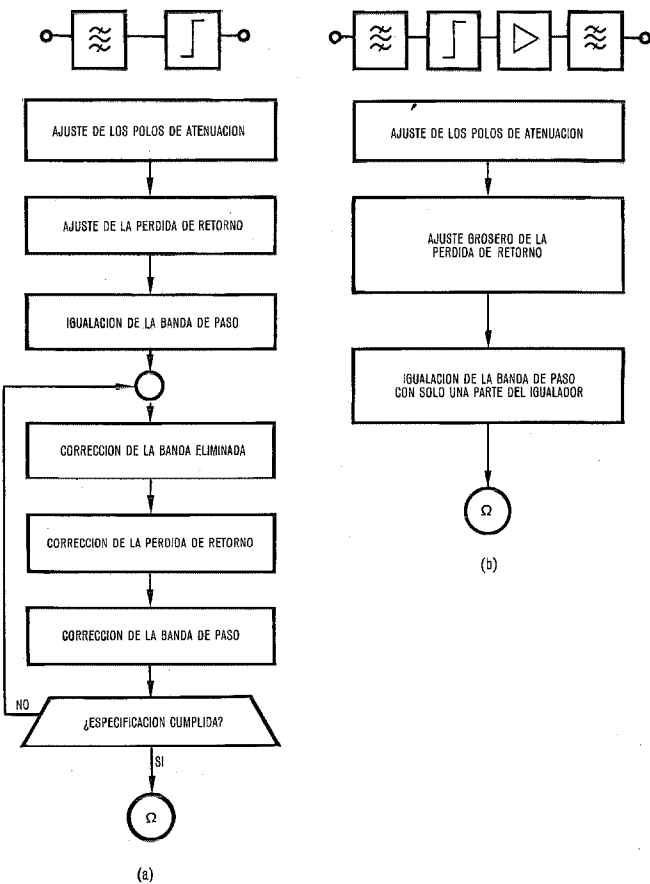 AJUSTE DE LOS POLOS DE ATENUACION
AJUSTE DE LA PERDIDA DE RETORNO
IGUALACION DE LA BANDA DE PASO
CORRECCION DE LA BANDA ELIMINADA
CORRECCION DE LA PERDIDA DE RETORNO
CORRECCION DE LA BANDA DE PASO
NO
¿ESPECIFICACION CUMPLIDA?
SI
Ω
(a)
AJUSTE DE LOS POLOS DE ATENUACION
AJUSTE GROSERO DE LA
PERDIDA DE RETORNO
IGUALACION DE LA BANDA DE PASO
CON SOLO UNA PARTE DEL IGUALADOR
Ω
(b)